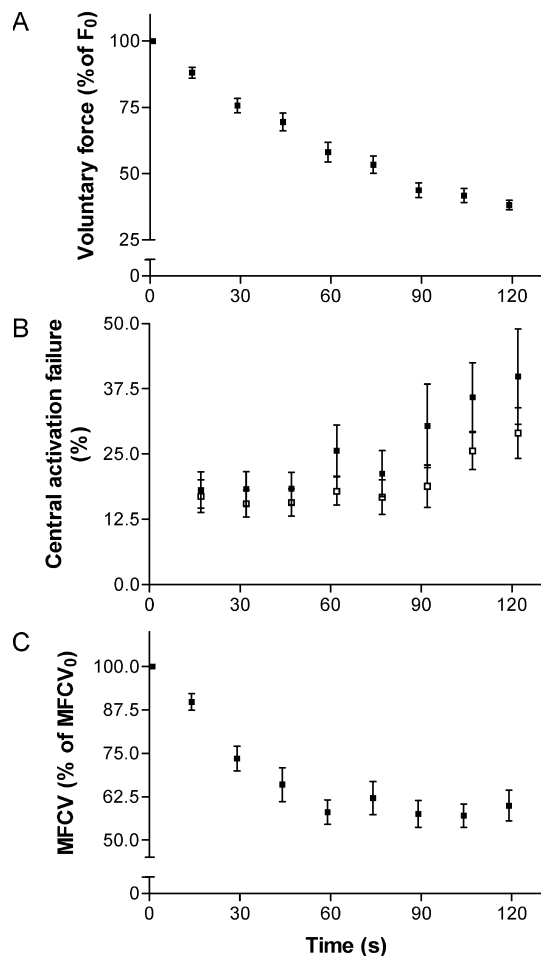 A
Voluntary force (% of F0)
100
75
50
25
0
0 30 60 90 120
B
Central activation failure
(%)
50.0
37.5
25.0
12.5
0.0
0 30 60 90 120
C
MFCV (% of MFCV0)
100.0
87.5
75.0
62.5
50.0
0
0 30 60 90 120
Time (s)